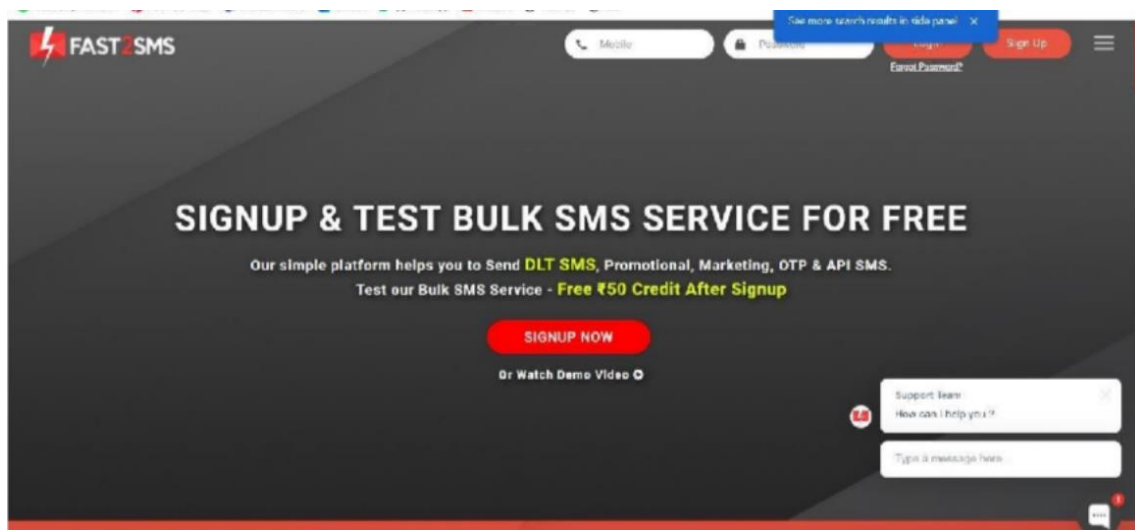 FAST2SMS
Mobile
Password
See more search results in side panel X
Login
Sign Up
Forgot Password?
SIGNUP & TEST BULK SMS SERVICE FOR FREE
Our simple platform helps you to Send DLT SMS, Promotional, Marketing, OTP & API SMS.
Test our Bulk SMS Service - Free ₹50 Credit After Signup
SIGNUP NOW
Or Watch Demo Video
Support Team
How can I help you ?
Type a message here